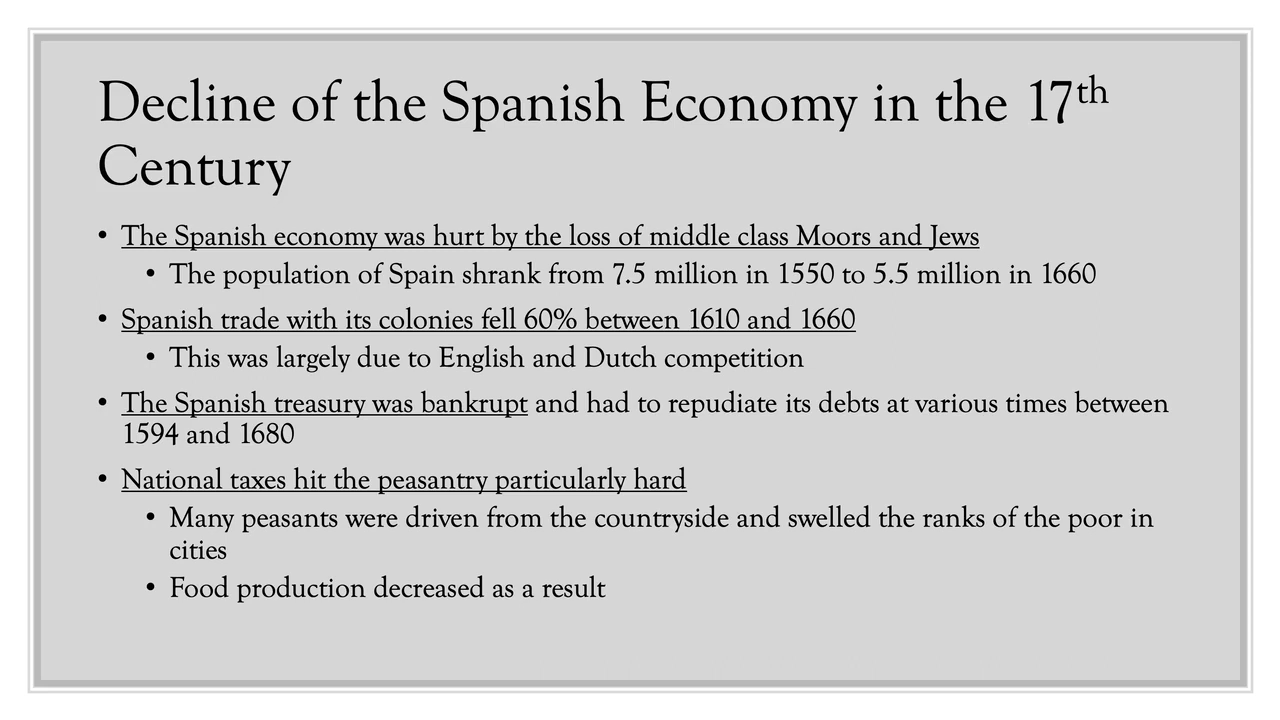 Decline of the Spanish Economy in the 17th
Century
• The Spanish economy was hurt by the loss of middle class Moors and Jews
• The population of Spain shrank from 7.5 million in 1550 to 5.5 million in 1660
• Spanish trade with its colonies fell 60% between 1610 and 1660
• This was largely due to English and Dutch competition
• The Spanish treasury was bankrupt and had to repudiate its debts at various times between
1594 and 1680
• National taxes hit the peasantry particularly hard
• Many peasants were driven from the countryside and swelled the ranks of the poor in
cities
• Food production decreased as a result